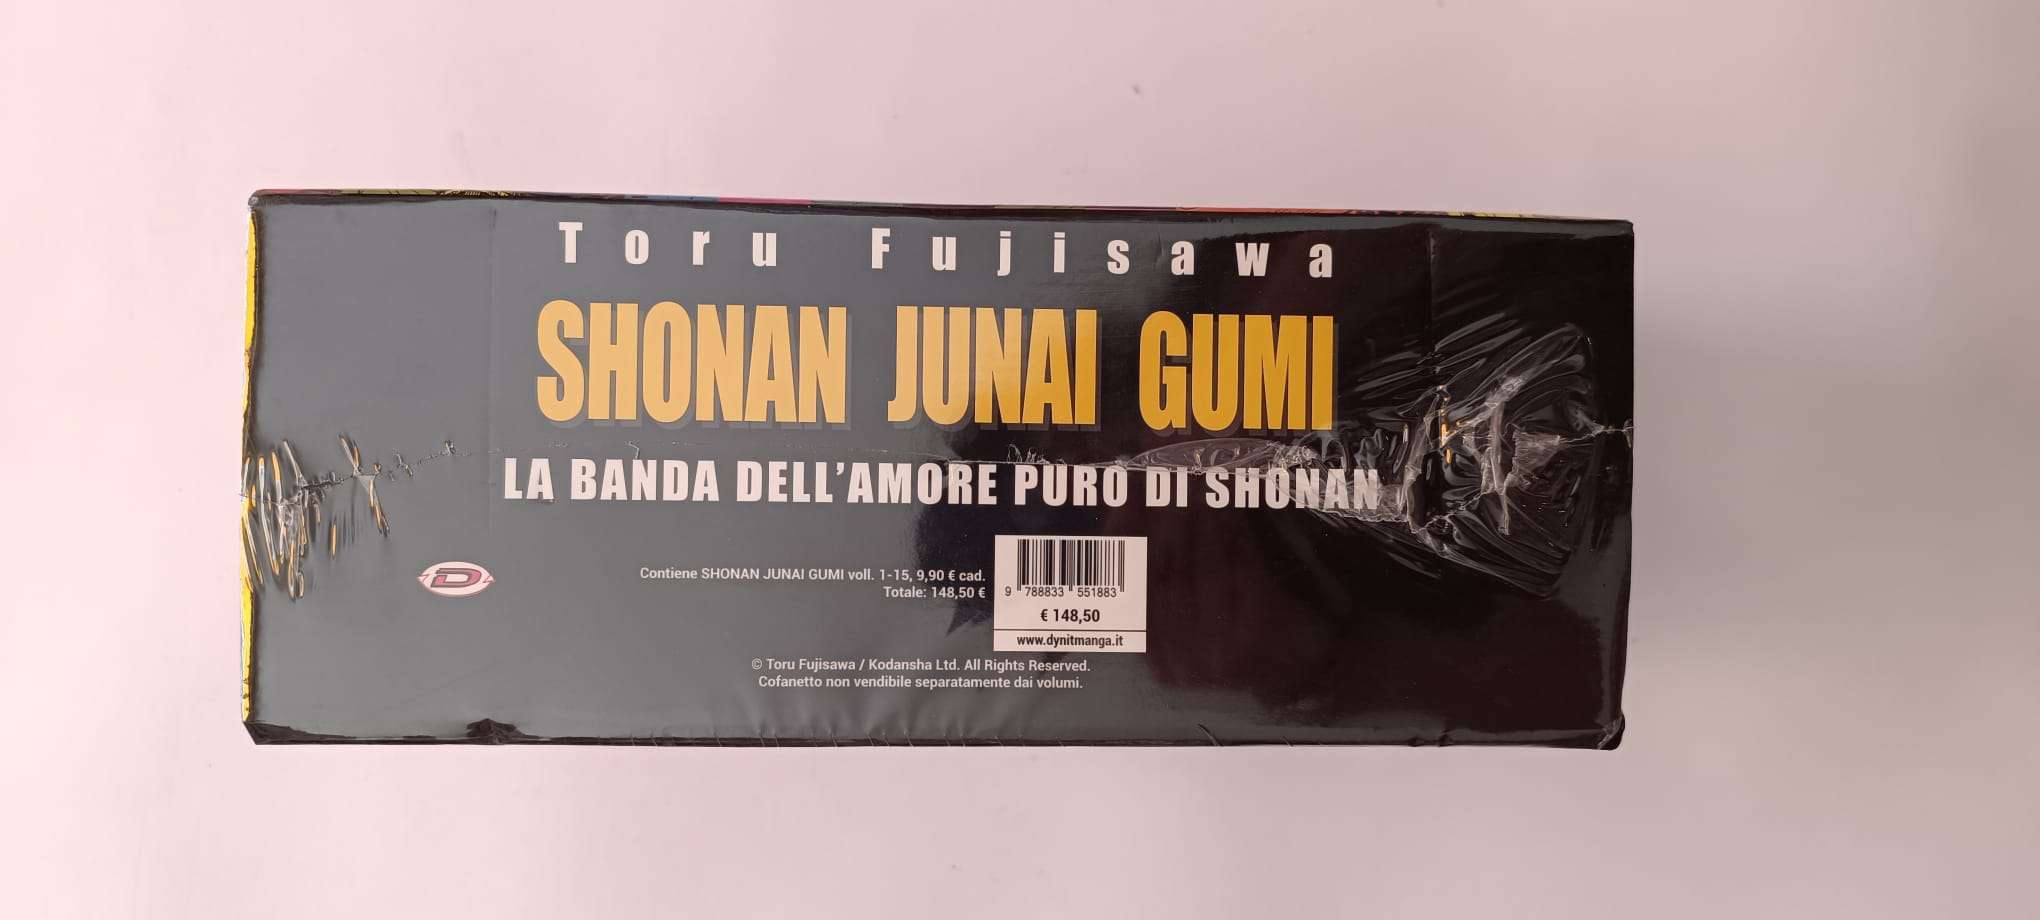 Toru Fujisawa
SHONAN JUNAI GUMI
LA BANDA DELL'AMORE PURO DI SHONAN
D
Contiene SHONAN JUNAI GUMI voll. 1-15, 9,90 € cad.
Totale: 148,50 €
9 788833 551883
€ 148,50
www.dynitmanga.it
© Toru Fujisawa / Kodansha Ltd. All Rights Reserved.
Cofanetto non vendibile separatamente dai volumi.